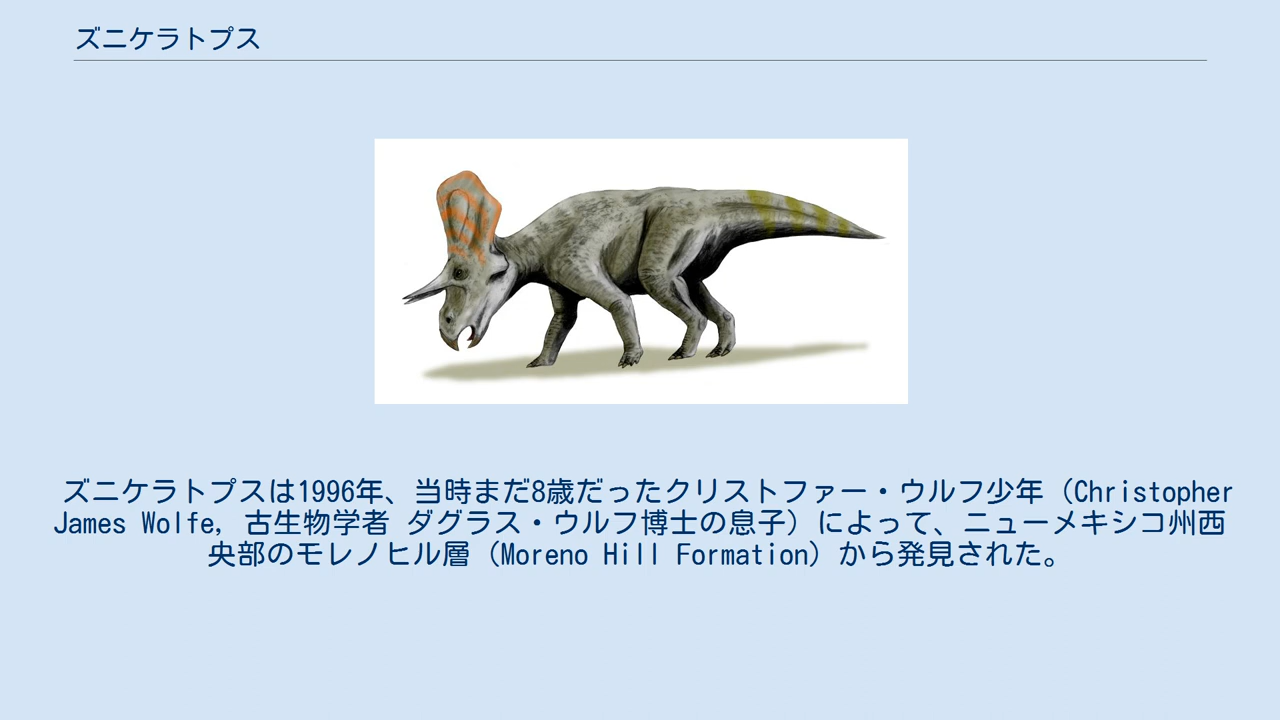 ズニケラトプス
ズニケラトプスは1996年、当時まだ8歳だったクリストファー・ウルフ少年（Christopher
James Wolfe, 古生物学者 ダグラス・ウルフ博士の息子）によって、ニューメキシコ州西
央部のモレノヒル層（Moreno Hill Formation）から発見された。